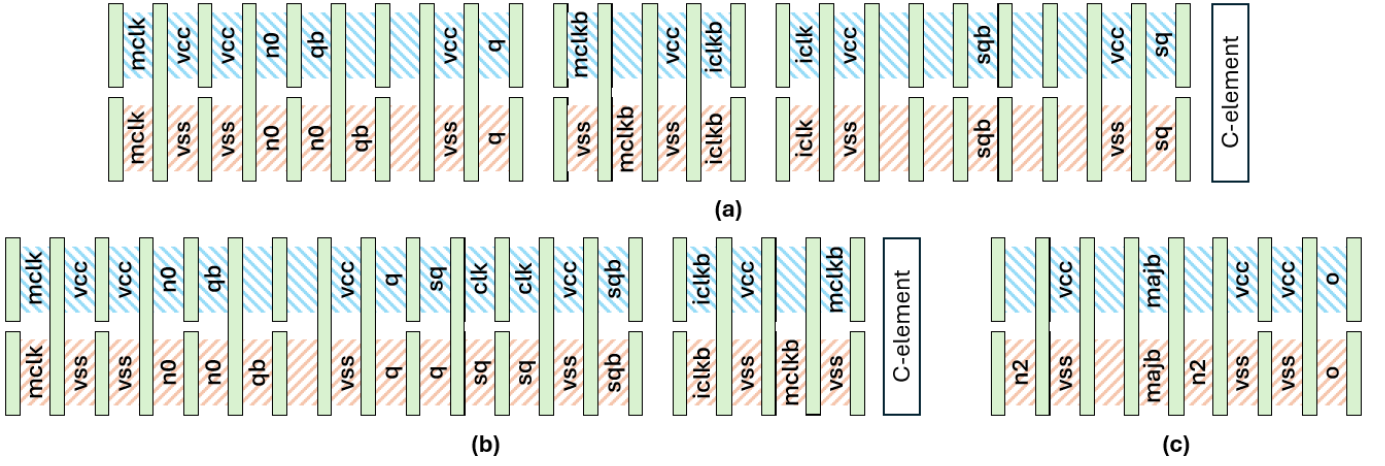 mclk vcc vcc n0 qb vcc q mclkb vcc iclkb iclk vcc sqb vcc sq
mclk vss vss n0 n0 qb vss q vss mclkb vss iclkb iclk vss sqb vss sq
C-element
(a)
mclk vcc vcc n0 qb vcc q sq clk clk vcc sqb iclkb vcc mclkb
mclk vss vss n0 n0 qb vss q q sq sq vss sqb iclkb vss mclkb vss
C-element
vcc majb vcc vcc o
n2 vss majb n2 vss vss o
(b)
(c)